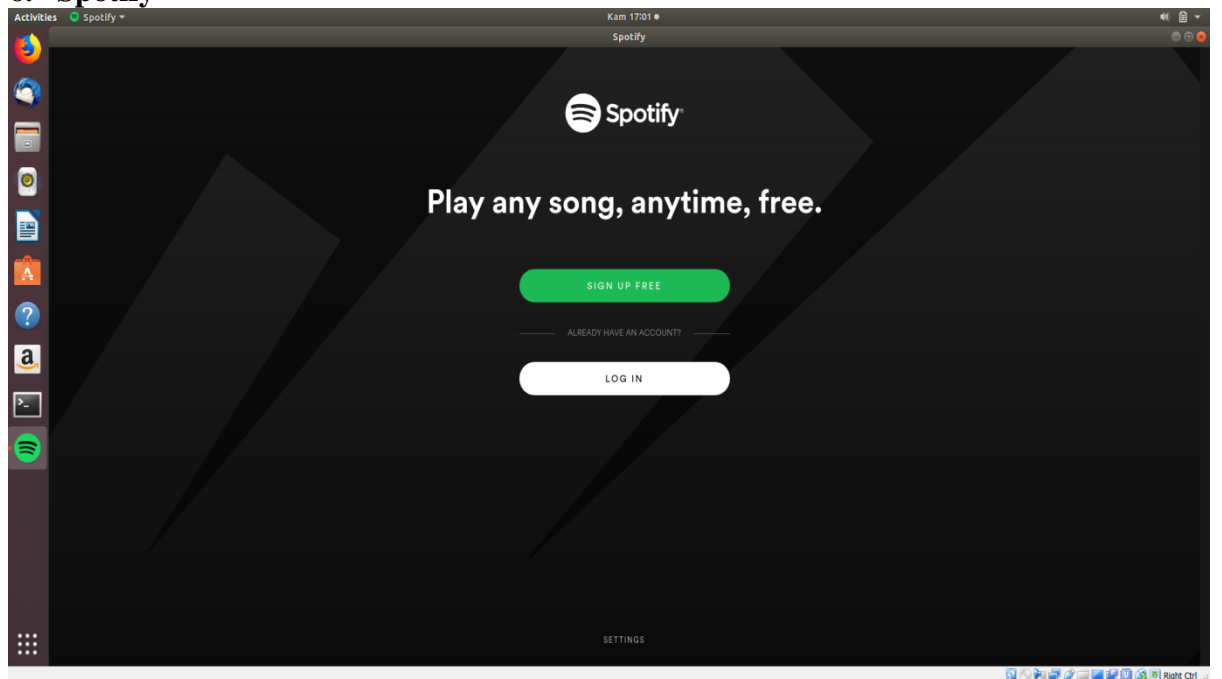 Spotify
Activities Spotify Kam 17:01
Spotify
Spotify
Play any song, anytime, free.
SIGN UP FREE
ALREADY HAVE AN ACCOUNT?
LOG IN
SETTINGS
Right Ctrl